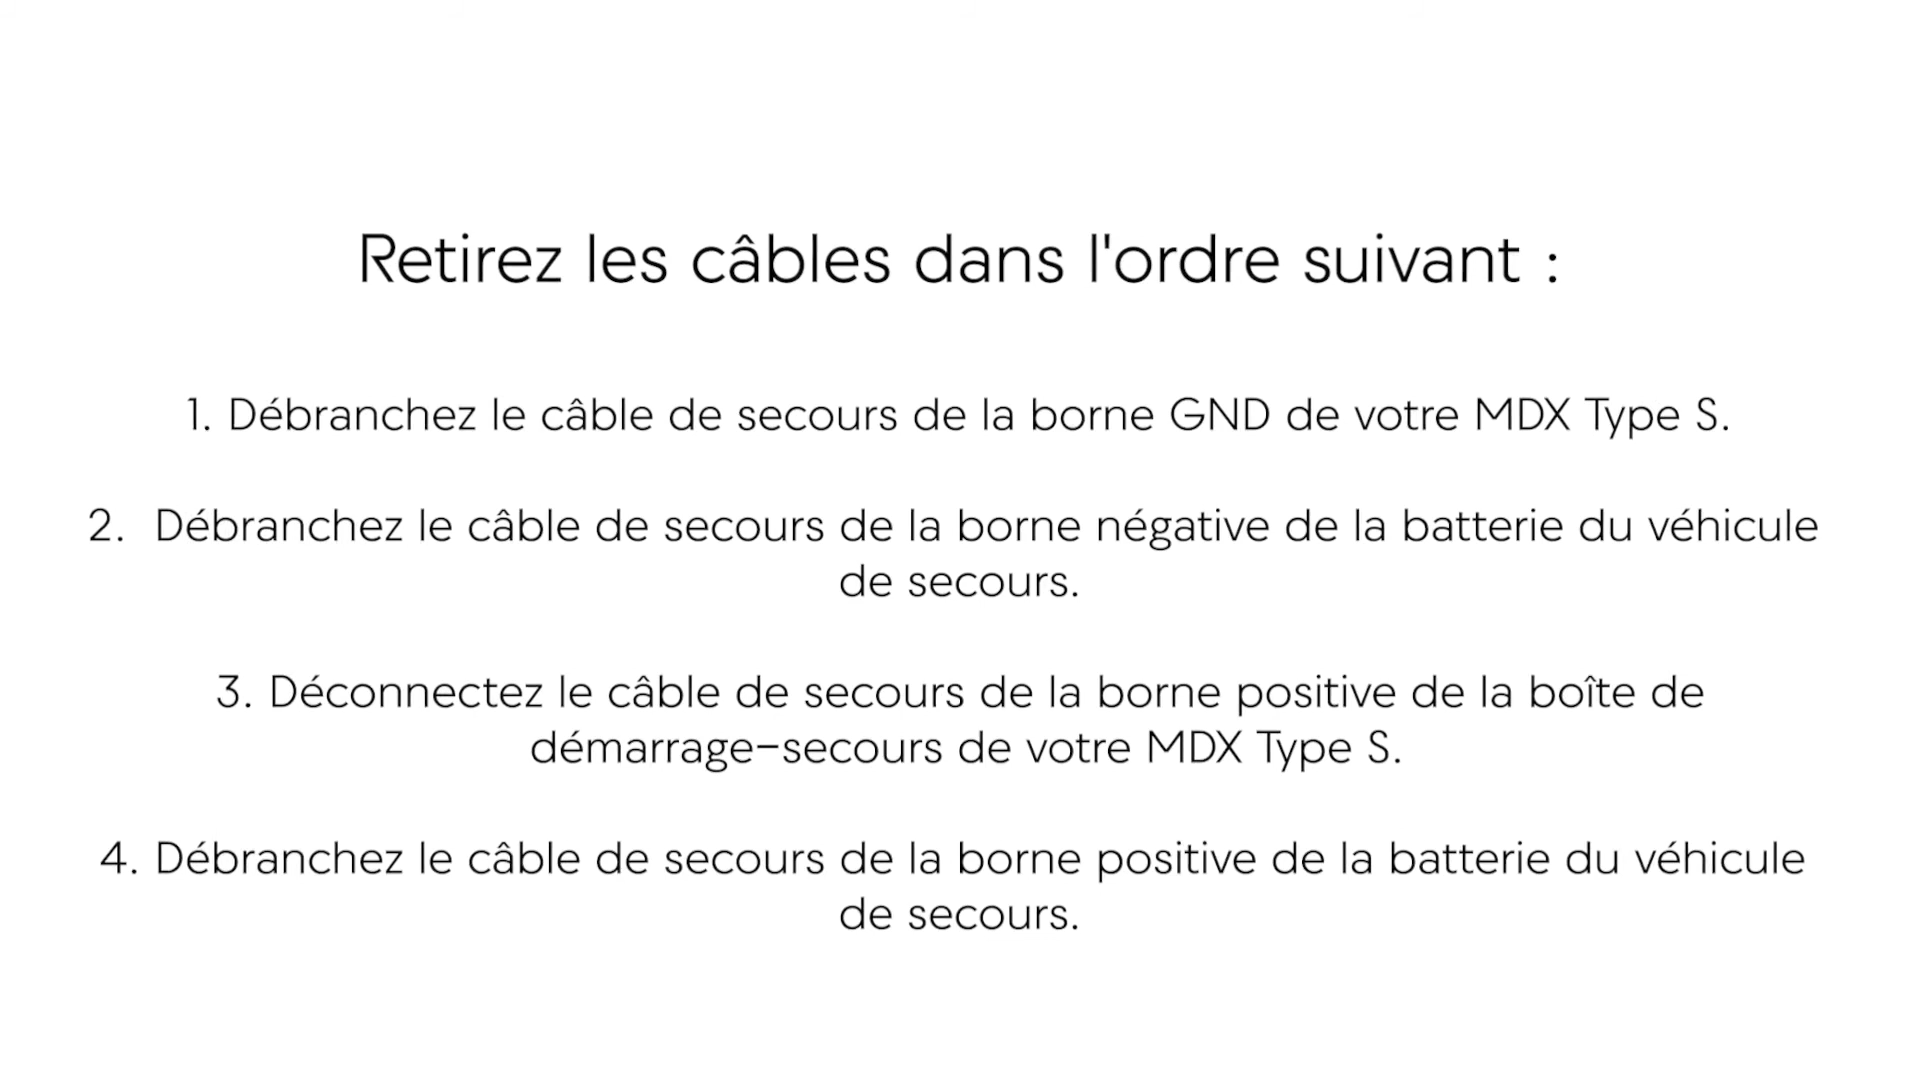 Retirez les câbles dans l'ordre suivant :
1. Débranchez le câble de secours de la borne GND de votre MDX Type S.
2. Débranchez le câble de secours de la borne négative de la batterie du véhicule
de secours.
3. Déconnectez le câble de secours de la borne positive de la boîte de
démarrage-secours de votre MDX Type S.
4. Débranchez le câble de secours de la borne positive de la batterie du véhicule
de secours.